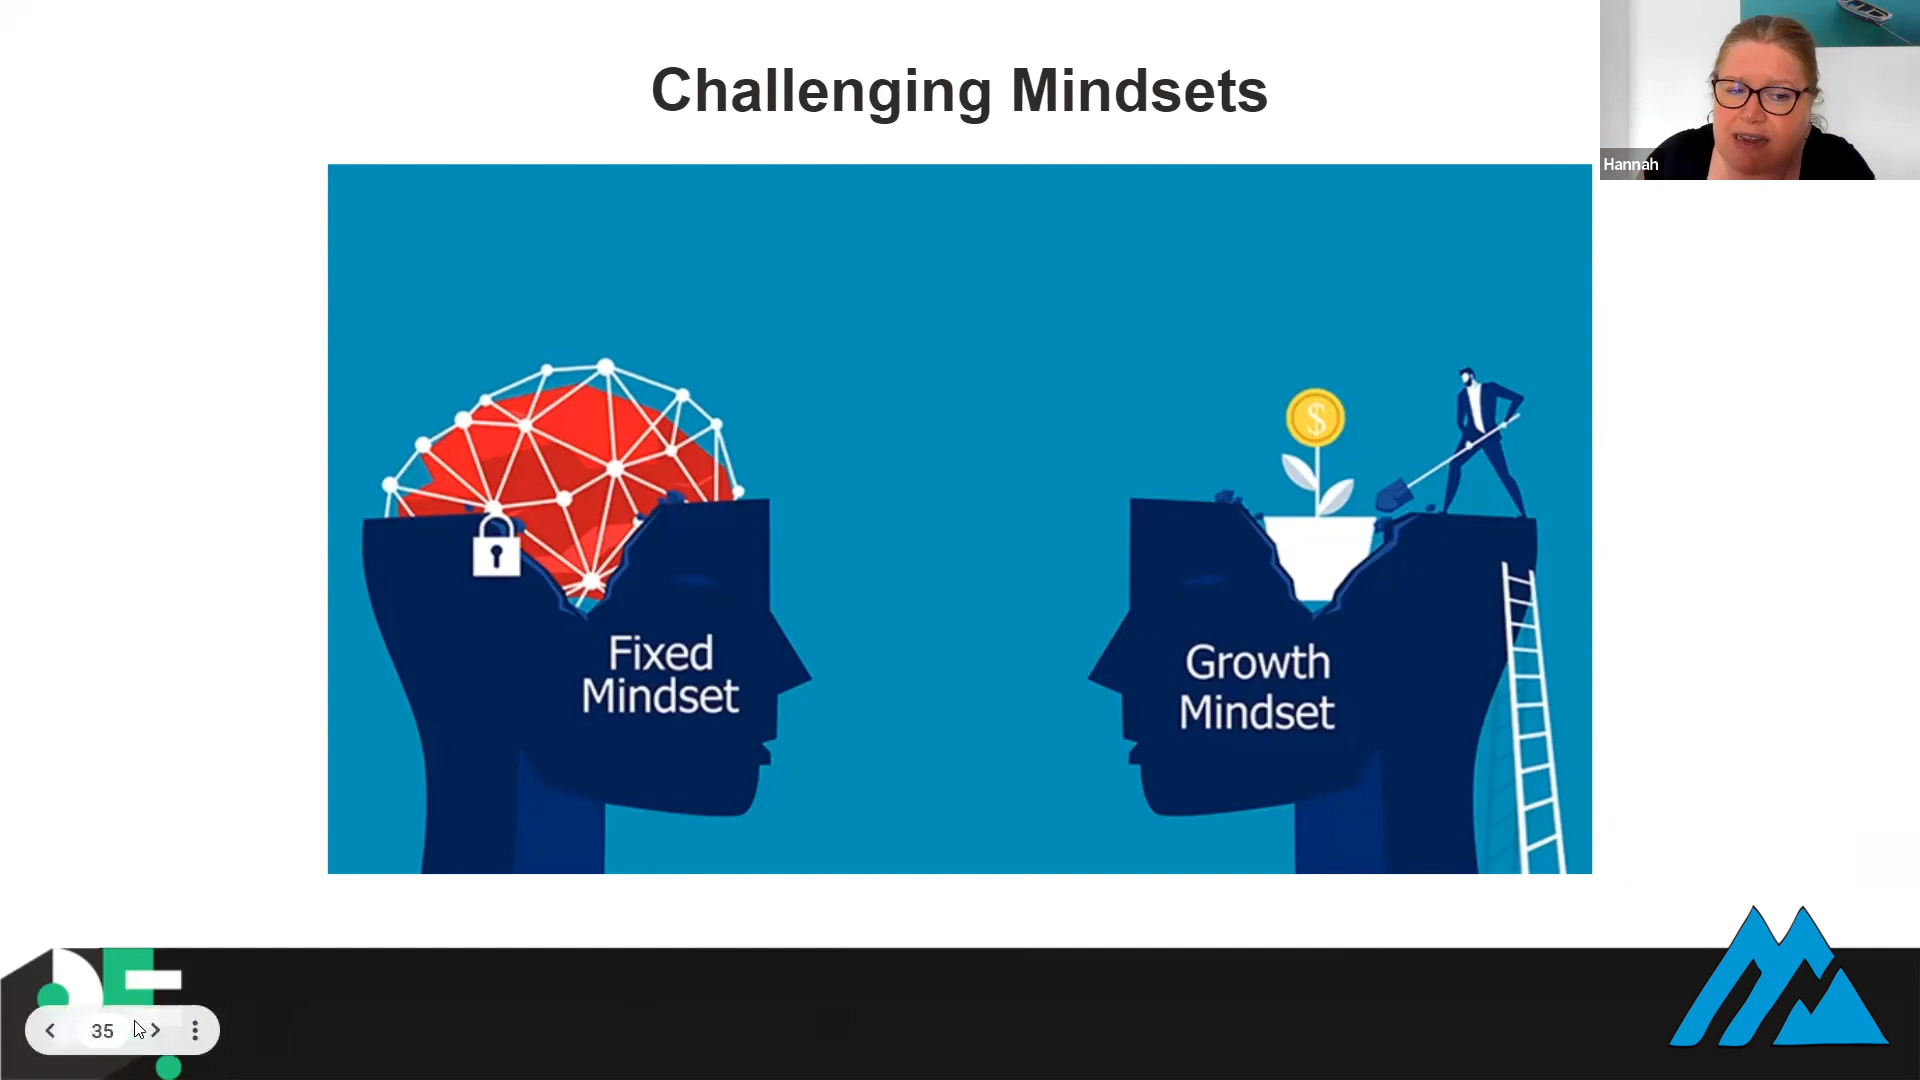 Challenging Mindsets
Hannah
$
Fixed
Mindset
Growth
Mindset
35